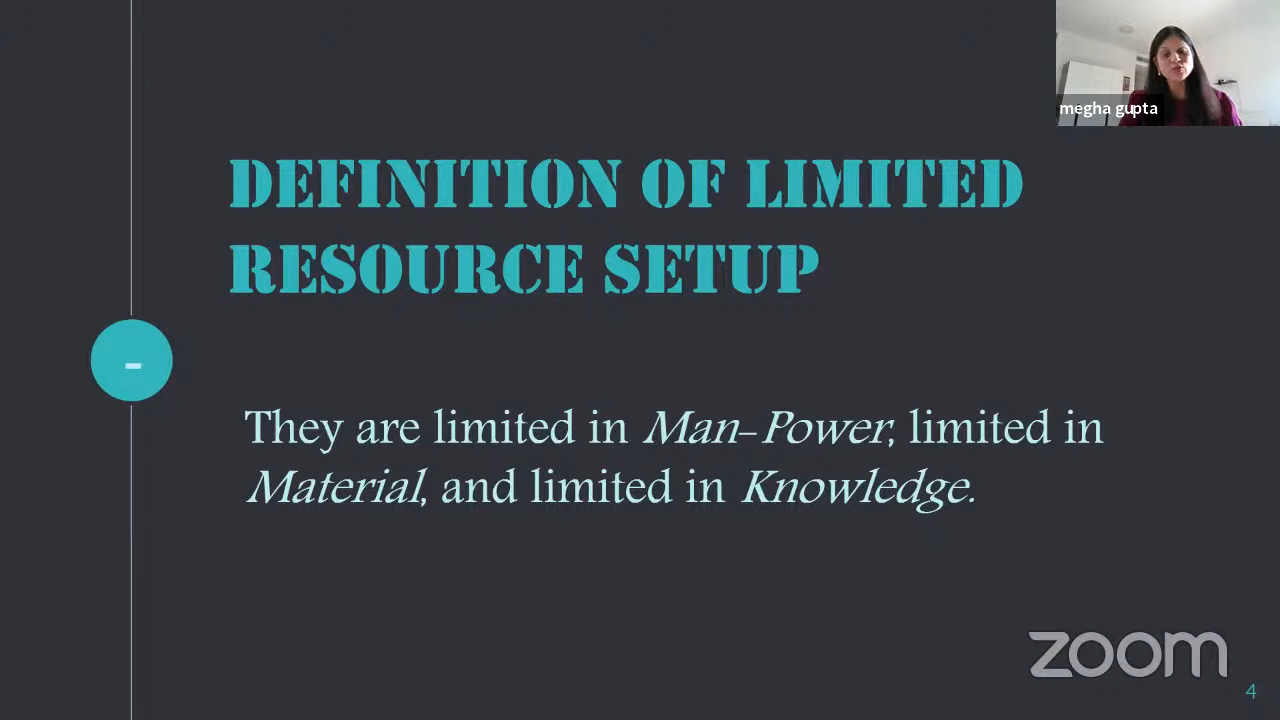 megha gupta
DEFINITION OF LIMITED
RESOURCE SETUP
-
They are limited in Man-Power, limited in
Material, and limited in Knowledge.
zoom
4